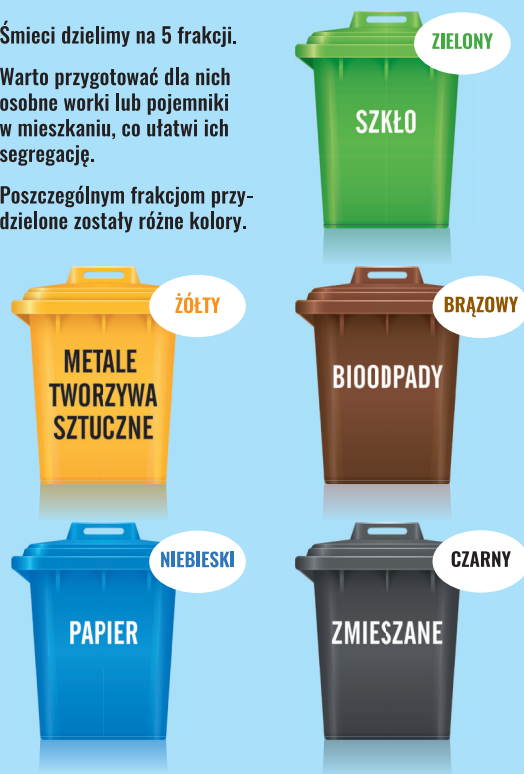 Śmieci dzielimy na 5 frakcji.
Warto przygotować dla nich
osobne worki lub pojemniki
w mieszkaniu, co ułatwi ich
segregację.
Poszczególnym frakcjom przy-
dzielone zostały różne kolory.
ZIELONY
SZKŁO
ŻÓŁTY
METALE
TWORZYWA
SZTUCZNE
BRĄZOWY
BIOODPADY
NIEBIESKI
PAPIER
CZARNY
ZMIESZANE